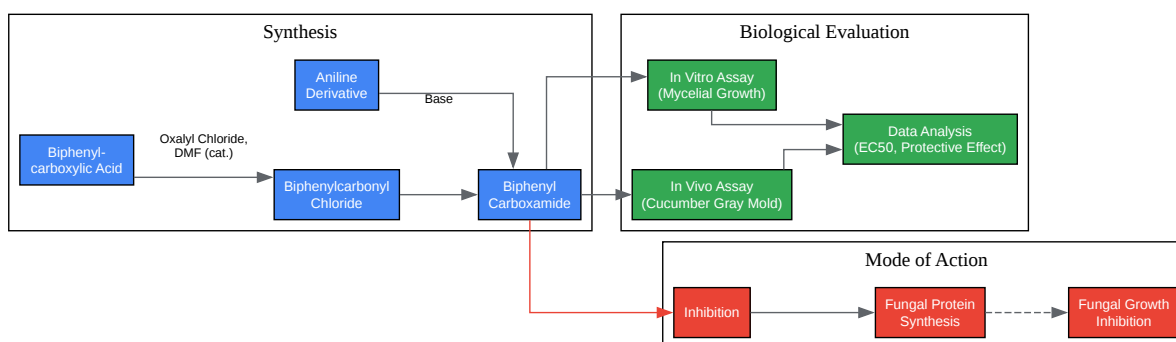 Synthesis
Biological Evaluation
Aniline
Derivative
Base
In Vitro Assay
(Mycelial Growth)
Data Analysis
(EC50, Protective Effect)
Biphenyl-
carboxylic Acid
Oxalyl Chloride,
DMF (cat.)
Biphenylcarbonyl
Chloride
Biphenyl
Carboxamide
In Vivo Assay
(Cucumber Gray Mold)
Mode of Action
Inhibition
Fungal Protein
Synthesis
Fungal Growth
Inhibition